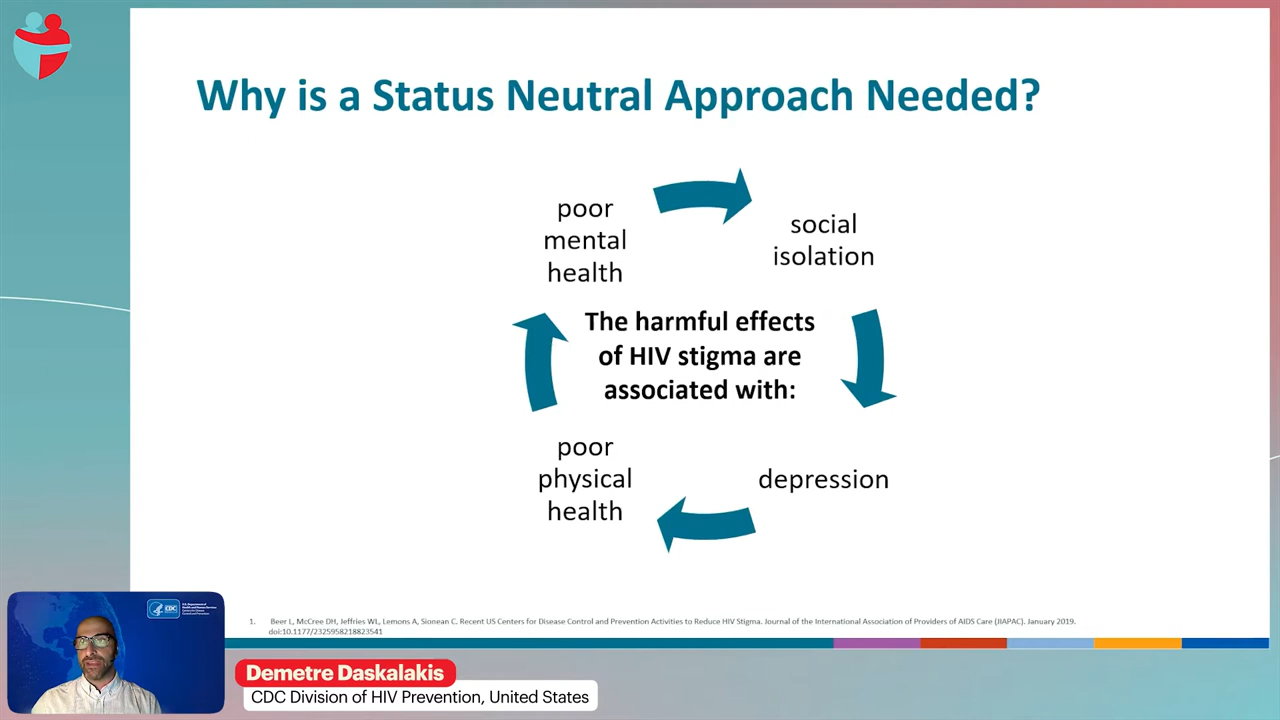 Why is a Status Neutral Approach Needed?
poor
mental
health
social
isolation
The harmful effects
of HIV stigma are
associated with:
poor
physical
health
depression
1. Beer L, McCree DH, Jeffries WL, Lemons A, Sionean C. Recent US Centers for Disease Control and Prevention Activities to Reduce HIV Stigma. Journal of the International Association of Providers of AIDS Care (JIAPAC). January 2019.
doi:10.1177/2325958218823541
CDC
Demetre Daskalakis
CDC Division of HIV Prevention, United States